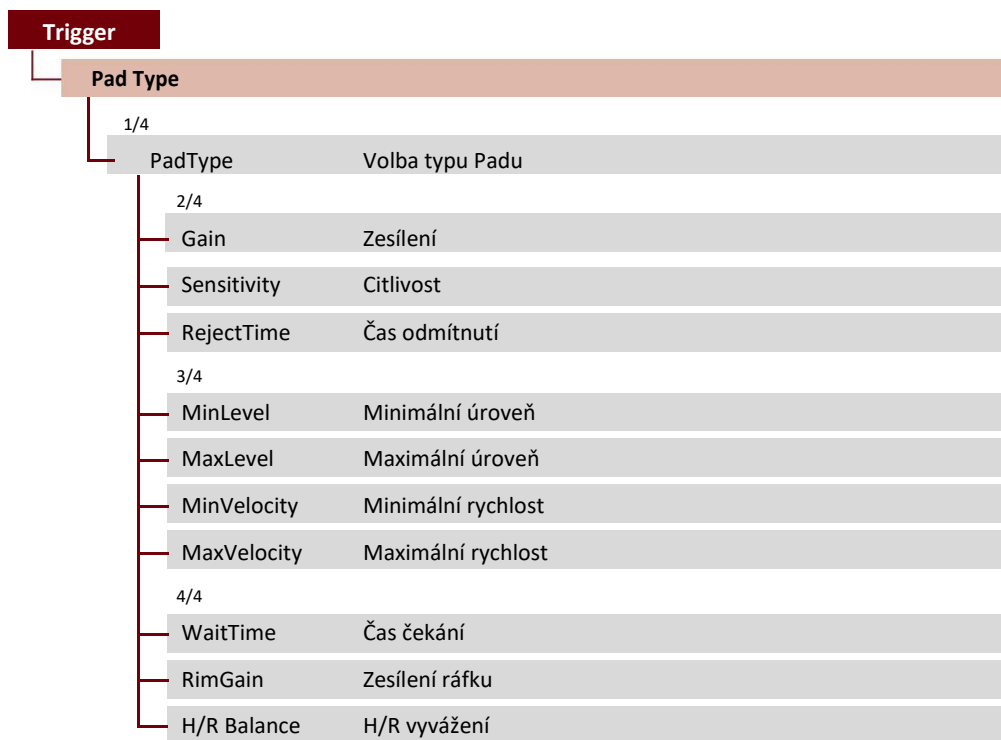 Trigger
Pad Type
1/4
PadType Volba typu Padu
2/4
Gain Zesílení
Sensitivity Citlivost
RejectTime Čas odmítnutí
3/4
MinLevel Minimální úroveň
MaxLevel Maximální úroveň
MinVelocity Minimální rychlost
MaxVelocity Maximální rychlost
4/4
WaitTime Čas čekání
RimGain Zesílení ráfku
H/R Balance H/R vyvážení